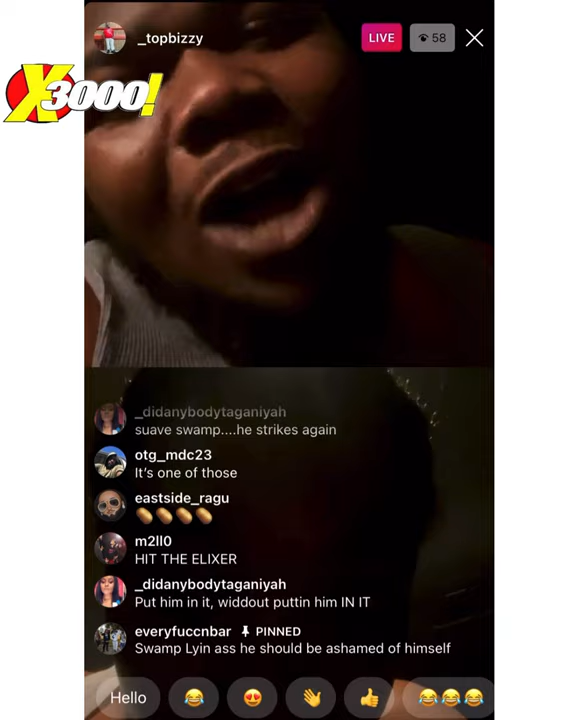 _topbizzy
LIVE
58
X3000!
_didanybodytaganiyah
suave swamp....he strikes again
otg_mdc23
It's one of those
eastside_ragu
🥔🥔🥔🥔
m2ll0
HIT THE ELIXER
_didanybodytaganiyah
Put him in it, widdout puttin him IN IT
everyfuccnbar PINNED
Swamp Lyin ass he should be ashamed of himself
Hello 😂 😍 👋 👍 😂😂😂